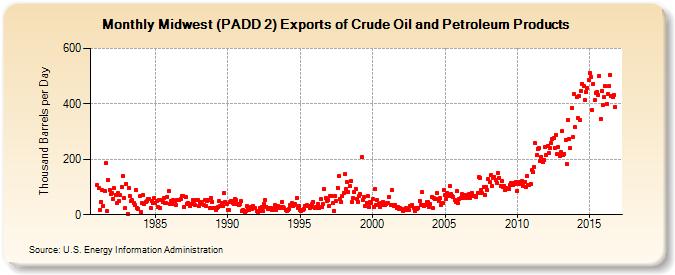 Monthly Midwest (PADD 2) Exports of Crude Oil and Petroleum Products
Thousand Barrels per Day
600
400
200
0
1985 1990 1995 2000 2005 2010 2015
Source: U.S. Energy Information Administration